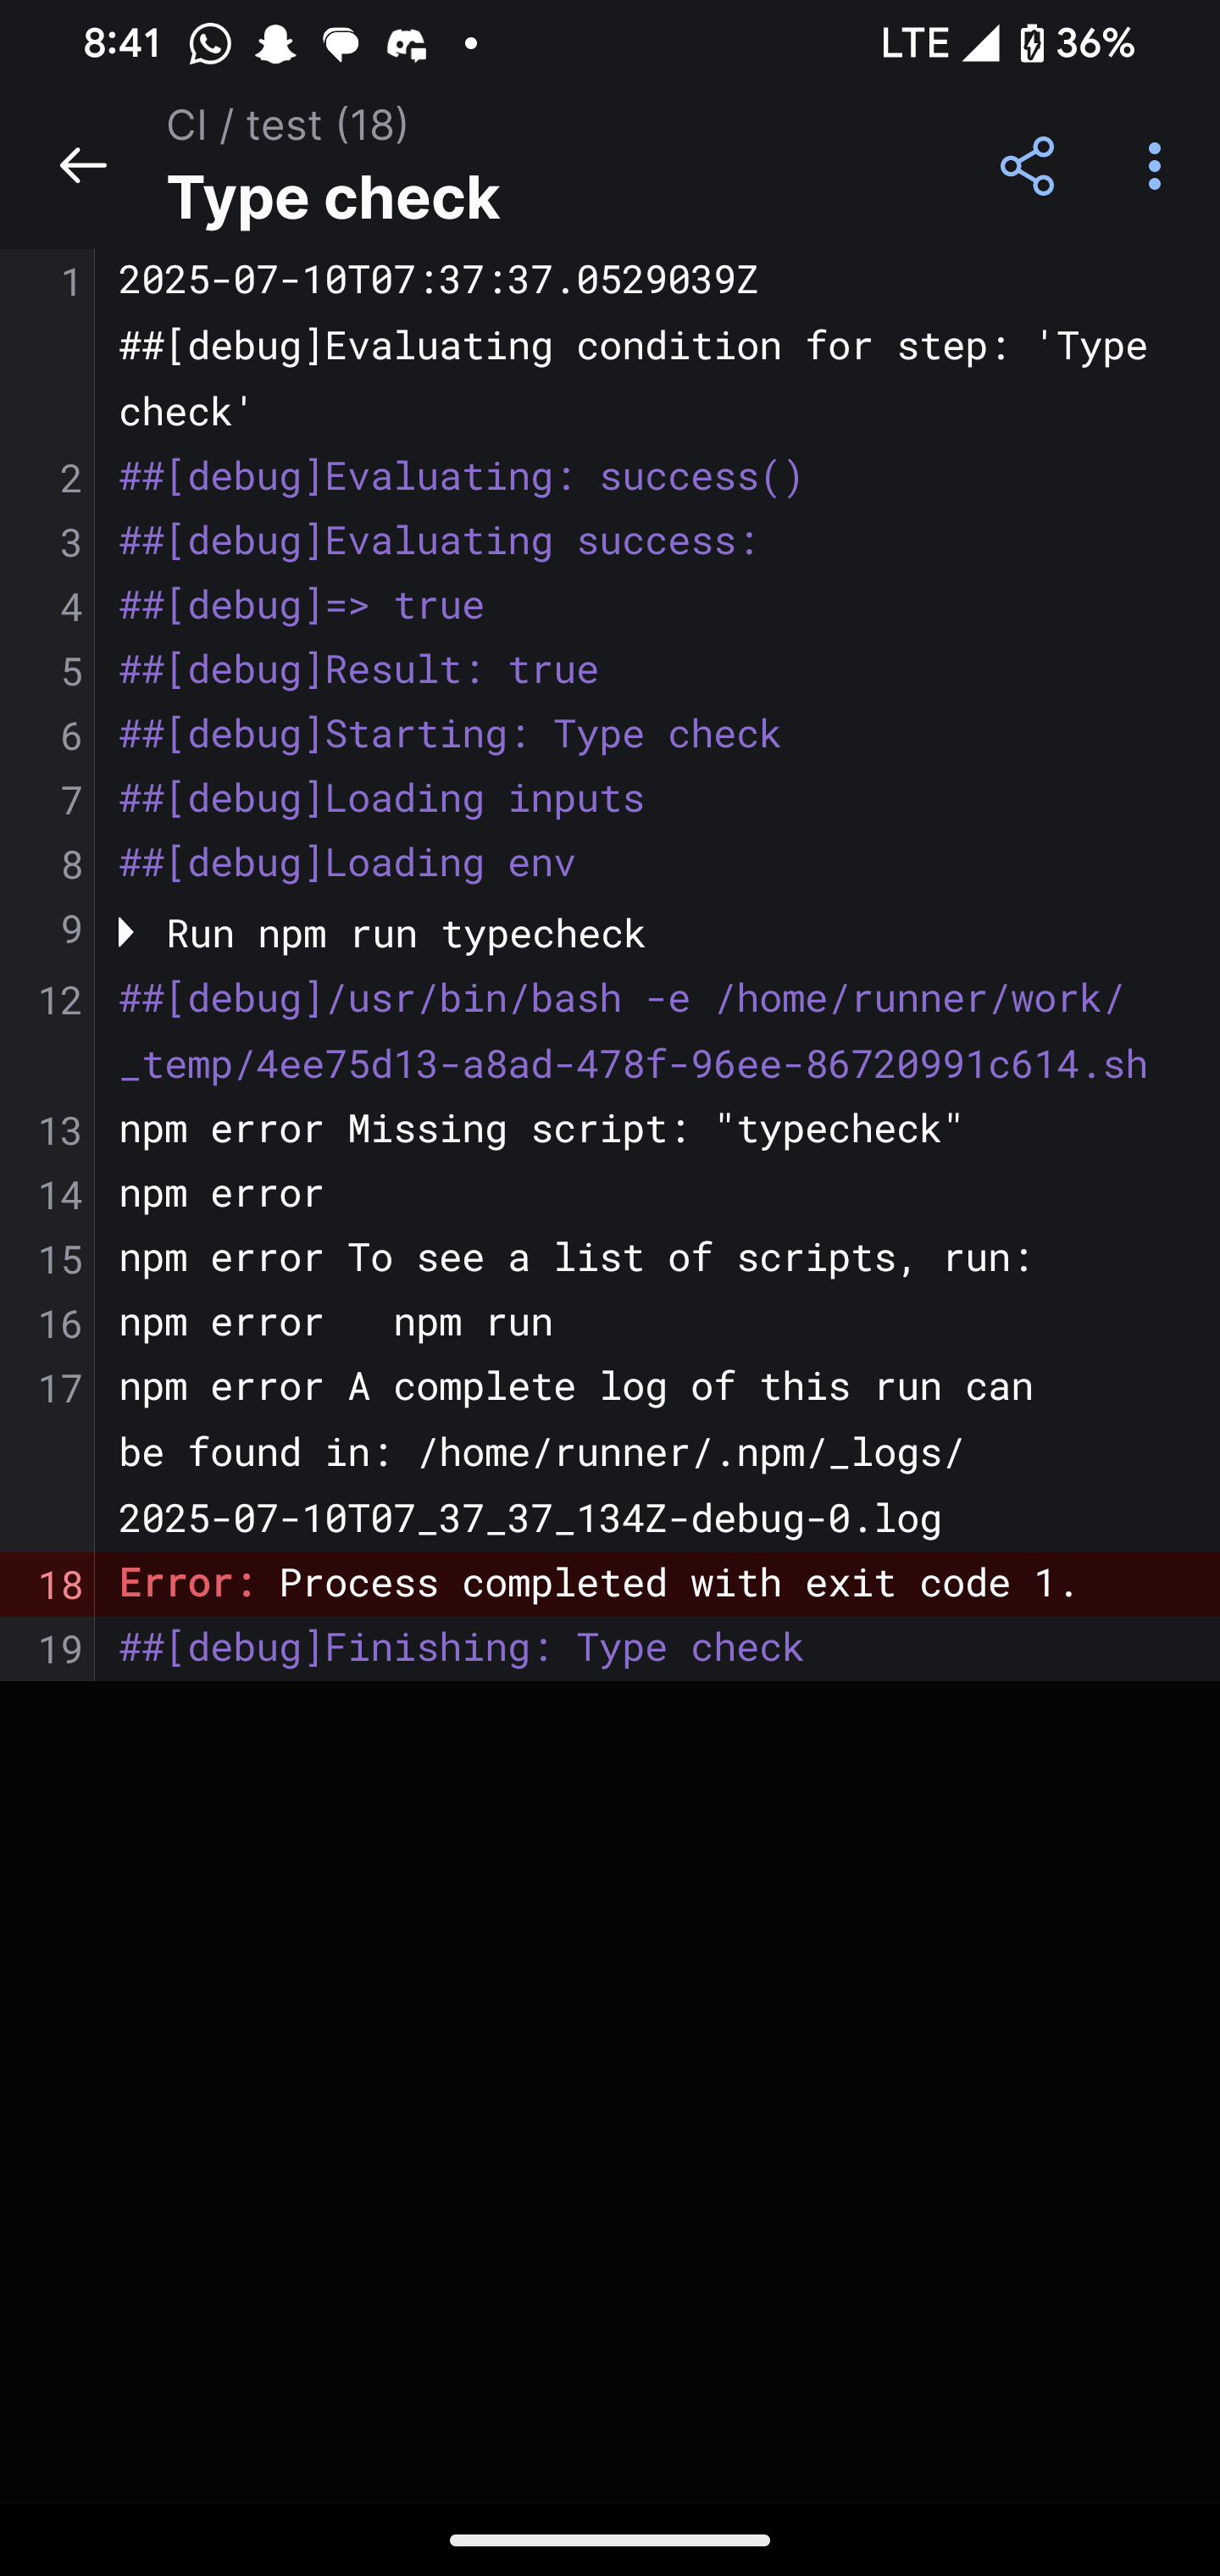 8:41 LTE 36%
CI / test (18)
Type check
1 2025-07-10T07:37:37.0529039Z
##[debug]Evaluating condition for step: 'Type
check'
2 ##[debug]Evaluating: success()
3 ##[debug]Evaluating success:
4 ##[debug]=> true
5 ##[debug]Result: true
6 ##[debug]Starting: Type check
7 ##[debug]Loading inputs
8 ##[debug]Loading env
9 Run npm run typecheck
12 ##[debug]/usr/bin/bash -e /home/runner/work/
_temp/4ee75d13-a8ad-478f-96ee-86720991c614.sh
13 npm error Missing script: "typecheck"
14 npm error
15 npm error To see a list of scripts, run:
16 npm error   npm run
17 npm error A complete log of this run can
be found in: /home/runner/.npm/_logs/
2025-07-10T07_37_37_134Z-debug-0.log
18 Error: Process completed with exit code 1.
19 ##[debug]Finishing: Type check